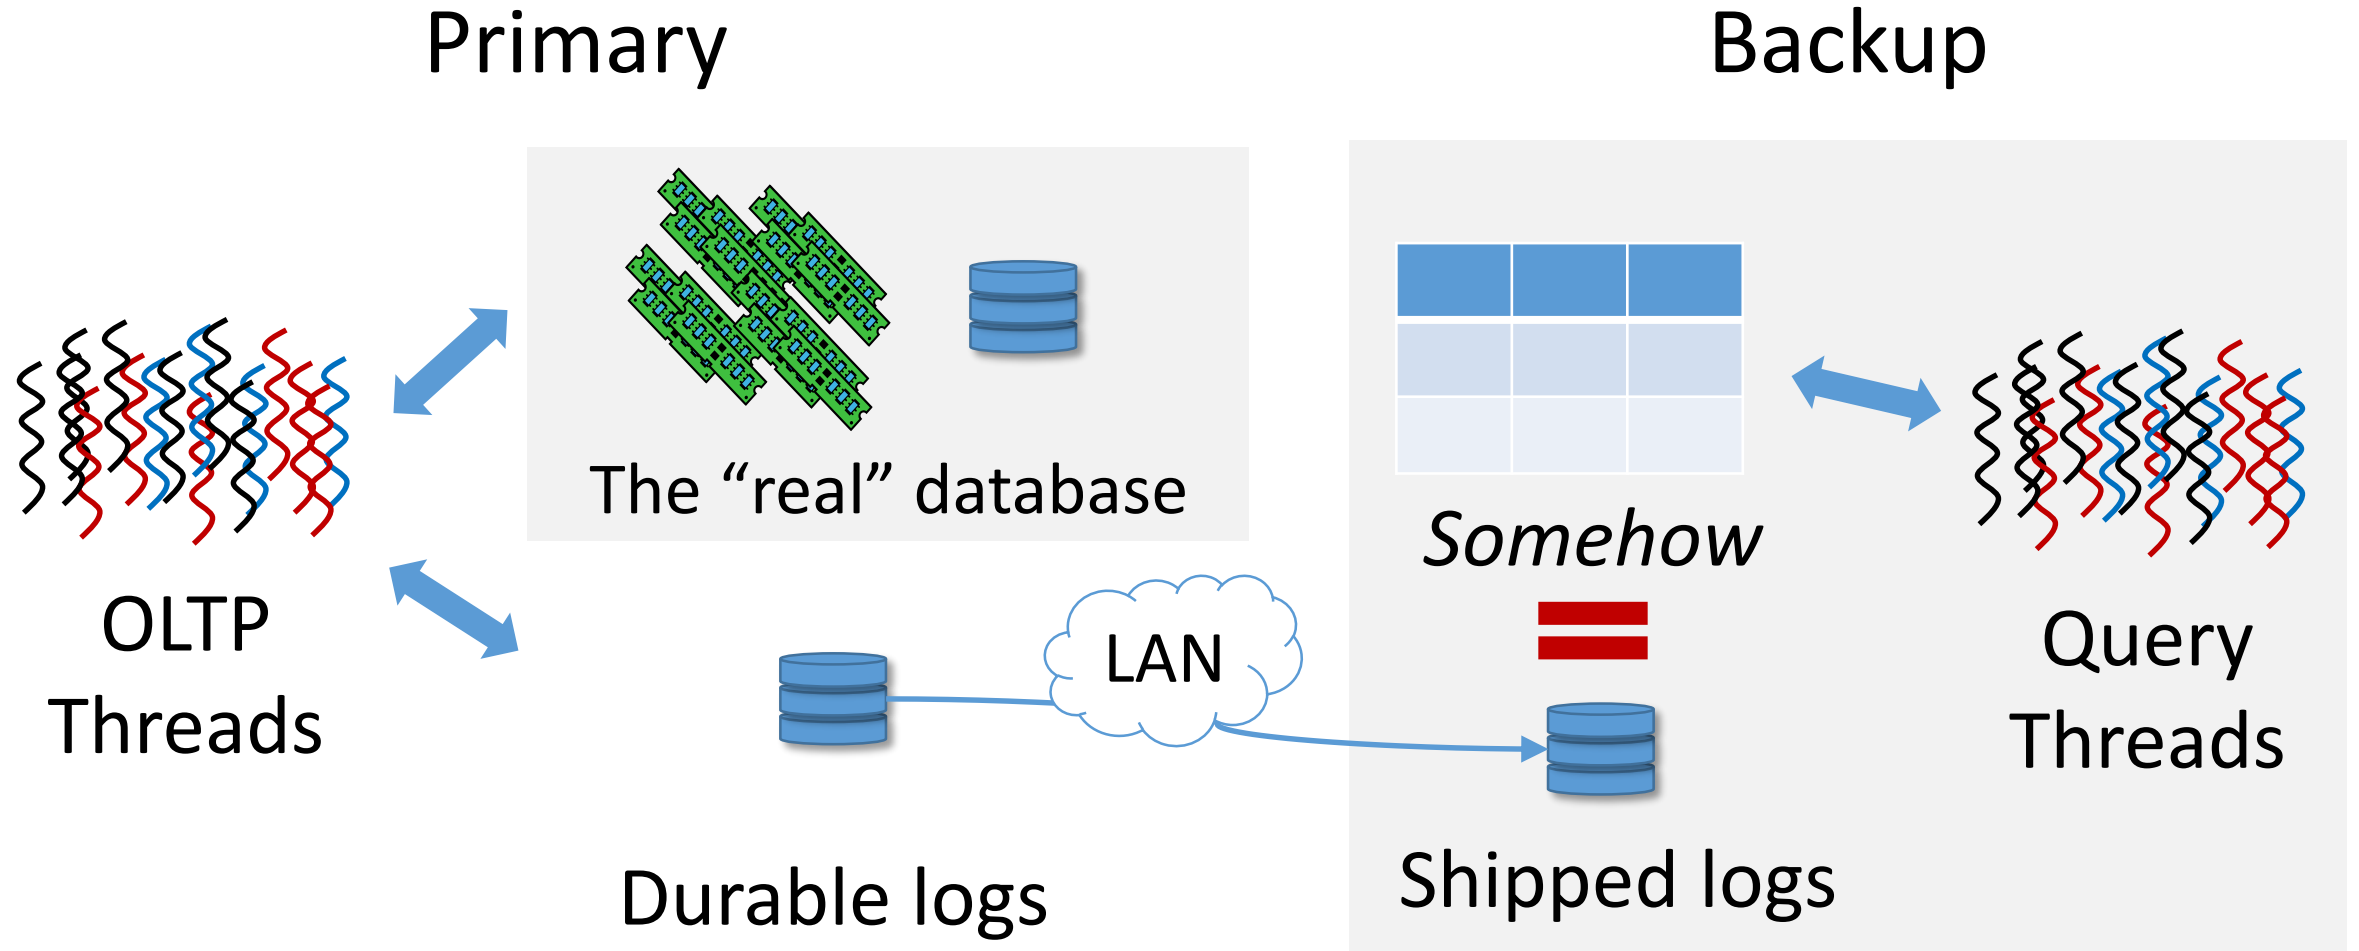 Primary
Backup
The “real” database
OLTP
Threads
LAN
Durable logs
Somehow
Shipped logs
Query
Threads